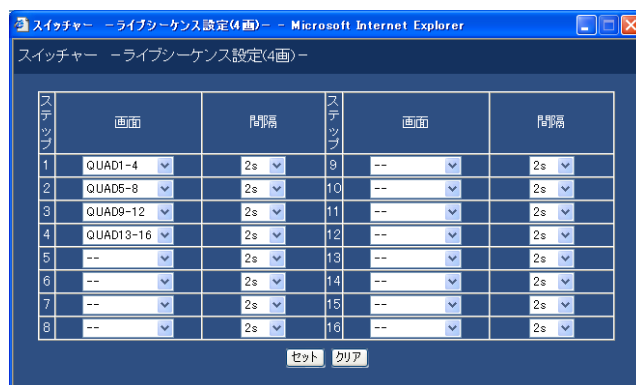 スイッチャー －ライブシーケンス設定(4画)－ - Microsoft Internet Explorer
スイッチャー －ライブシーケンス設定(4画)－
ステップ 画面 間隔 ステップ 画面 間隔
1 QUAD1-4 2s 9 -- 2s
2 QUAD5-8 2s 10 -- 2s
3 QUAD9-12 2s 11 -- 2s
4 QUAD13-16 2s 12 -- 2s
5 -- 2s 13 -- 2s
6 -- 2s 14 -- 2s
7 -- 2s 15 -- 2s
8 -- 2s 16 -- 2s
セット クリア